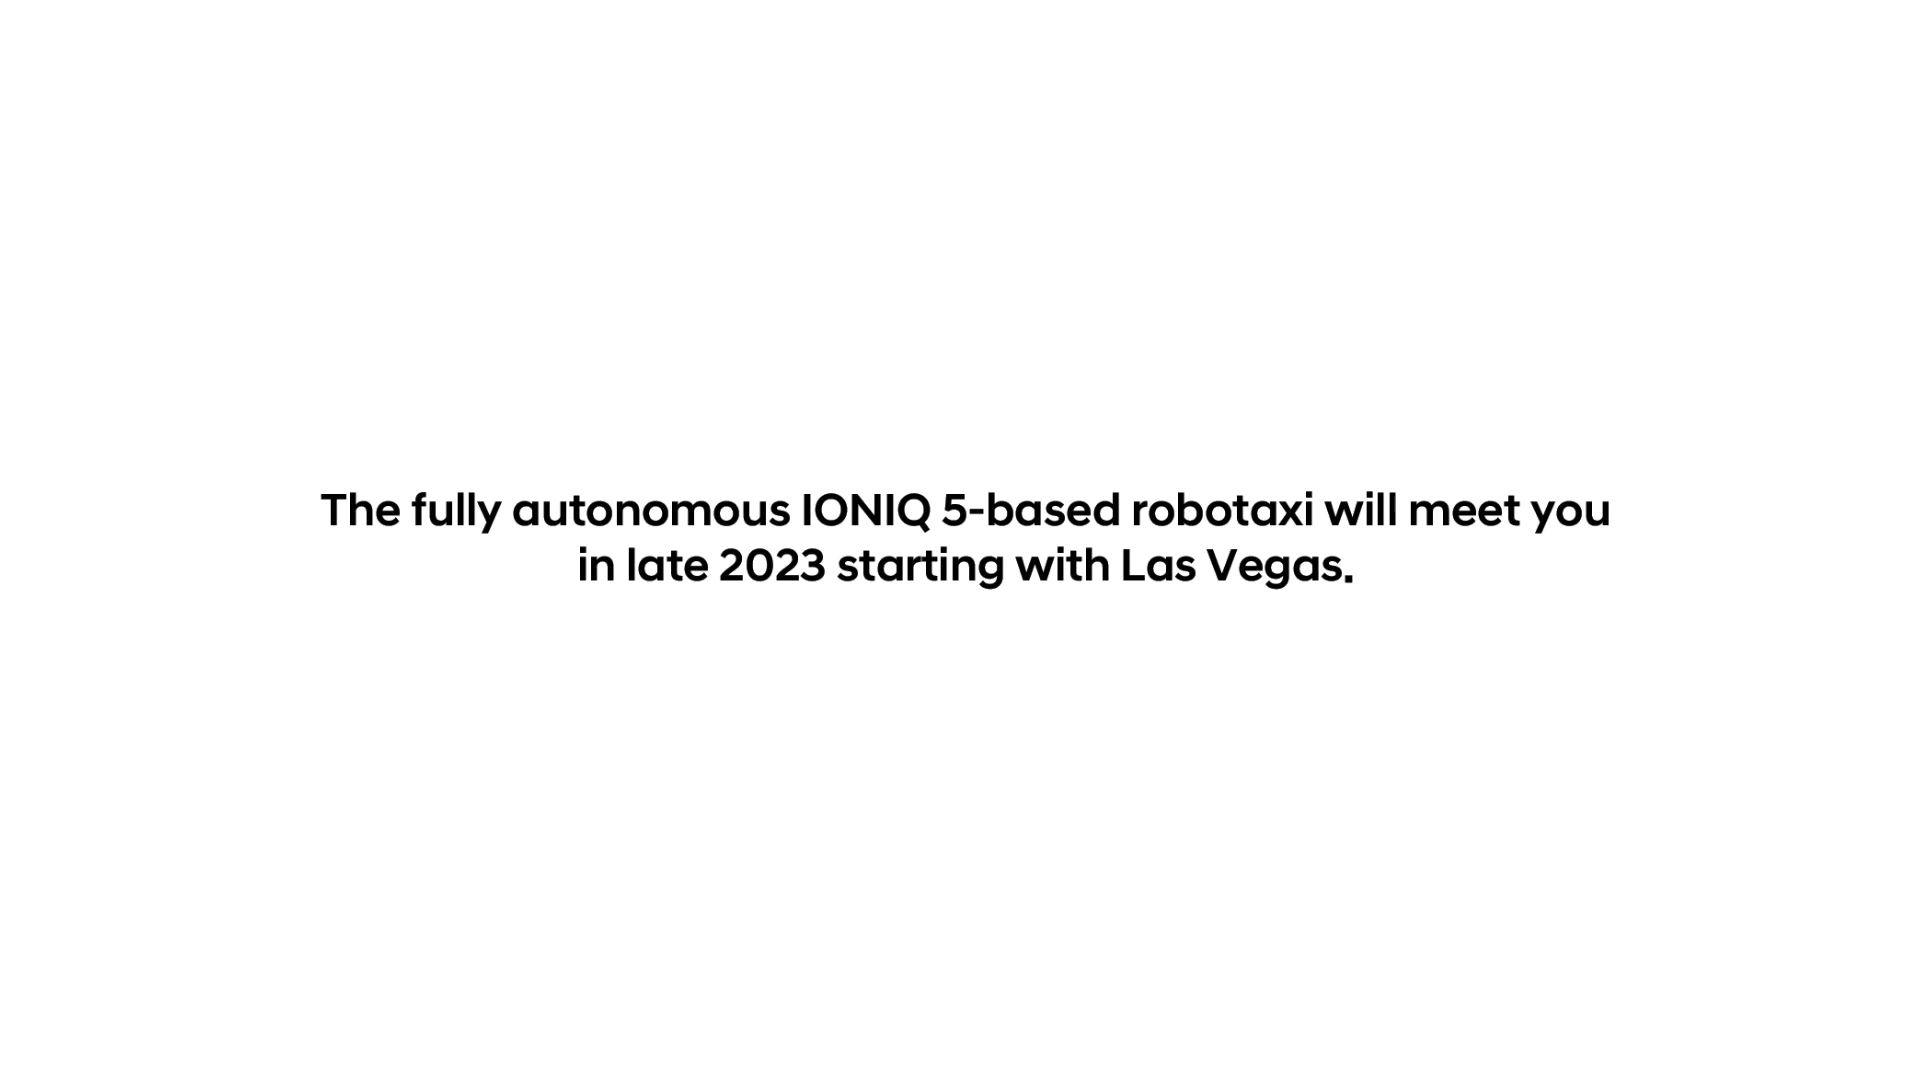 The fully autonomous IONIQ 5-based robotaxi will meet you
in late 2023 starting with Las Vegas.